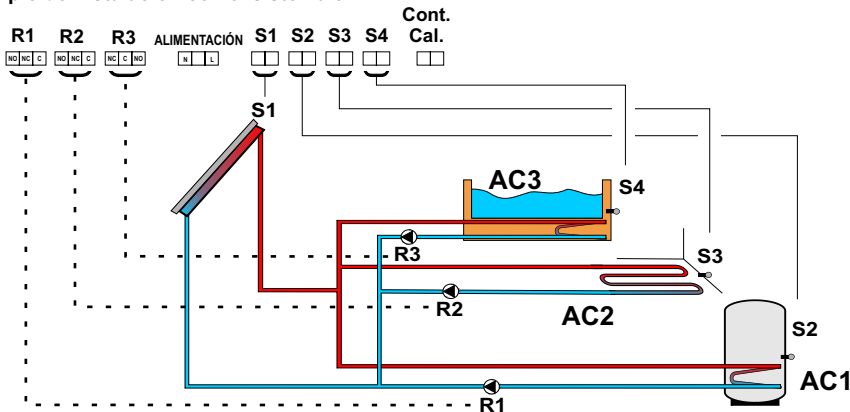 R1 R2 R3 ALIMENTACIÓN S1 S2 S3 S4 Cont. Cal.
NO NC C NO NC C NC C NO N L
S1
AC3 S4
R3 S3
R2 AC2
S2
AC1
R1